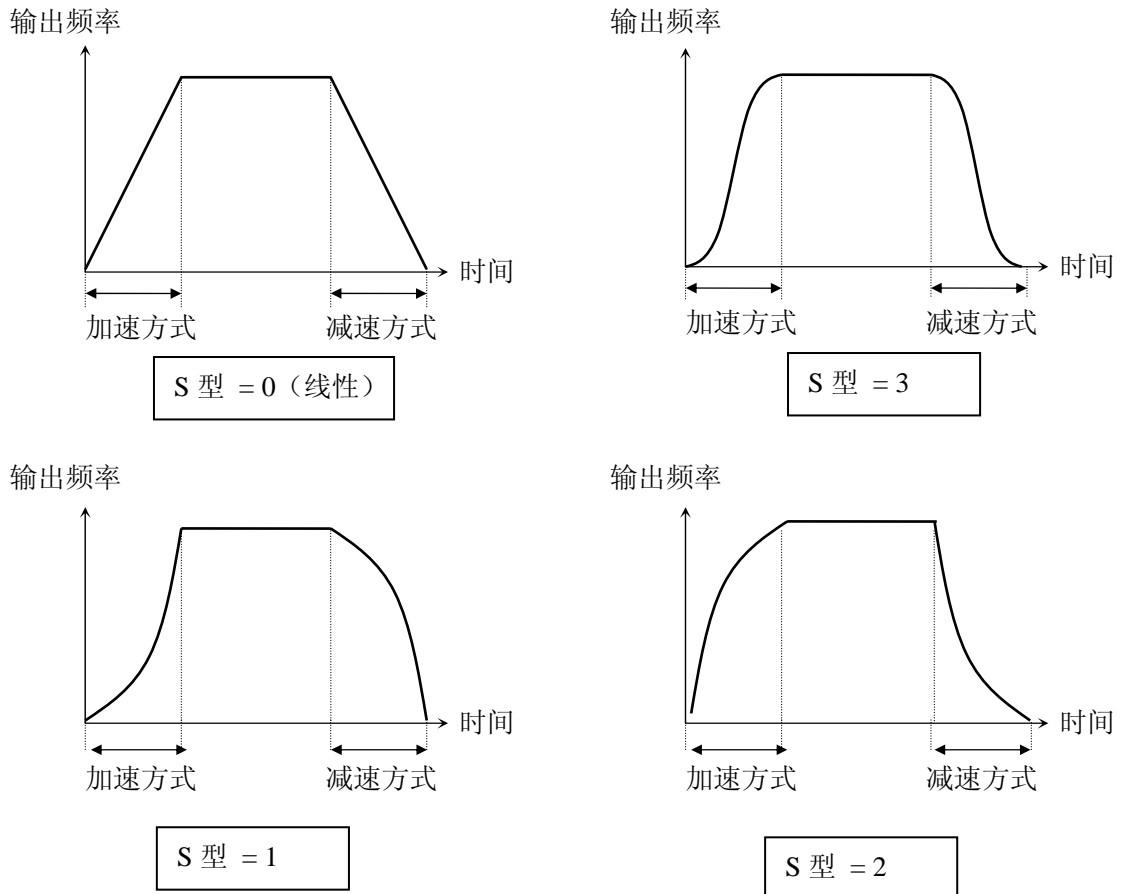 输出频率
时间
加速方式
减速方式
S 型 = 0（线性）
输出频率
时间
加速方式
减速方式
S 型 = 3
输出频率
时间
加速方式
减速方式
S 型 = 1
输出频率
时间
加速方式
减速方式
S 型 = 2